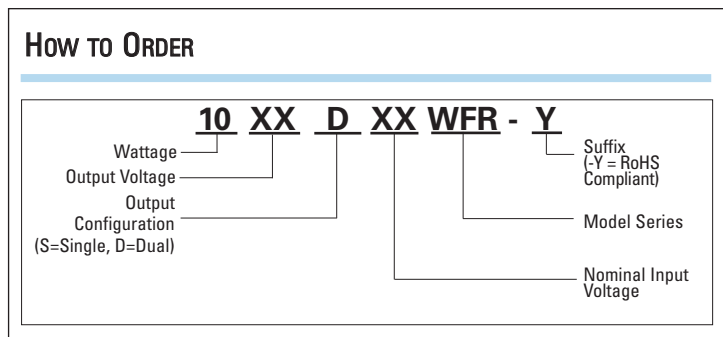 HOW TO ORDER
10 XX D XX WFR - Y
Wattage
Output Voltage
Output
Configuration
(S=Single, D=Dual)
Suffix
(-Y = RoHS
Compliant)
Model Series
Nominal Input
Voltage